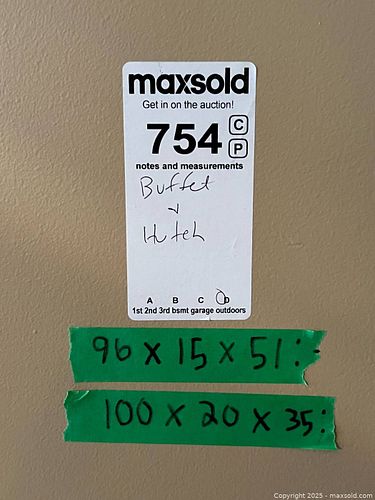 maxsold
Get in on the auction!
754 C
P
notes and measurements
Buffet
+
Hutch
A B C D
1st 2nd 3rd bsmt garage outdoors
96 x 15 x 51:-
100 x 20 x 35:
Copyright 2025 - maxsold.com